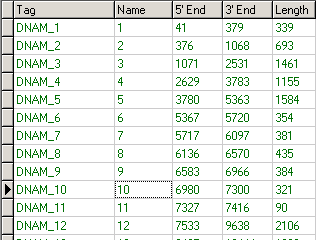 Tag Name 5' End 3' End Length
DNAM_1 1 41 379 339
DNAM_2 2 376 1068 693
DNAM_3 3 1071 2531 1461
DNAM_4 4 2629 3783 1155
DNAM_5 5 3780 5363 1584
DNAM_6 6 5367 5720 354
DNAM_7 7 5717 6097 381
DNAM_8 8 6136 6570 435
DNAM_9 9 6583 6966 384
DNAM_10 10 6980 7300 321
DNAM_11 11 7327 7416 90
DNAM_12 12 7533 9638 2106